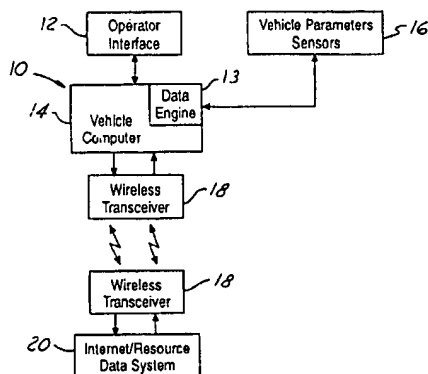 12
Operator
Interface
Vehicle Parameters
Sensors
16
10
13
14
Data
Engine
Vehicle
Computer
Wireless
Transceiver
18
Wireless
Transceiver
18
20
Internet/Resource
Data System